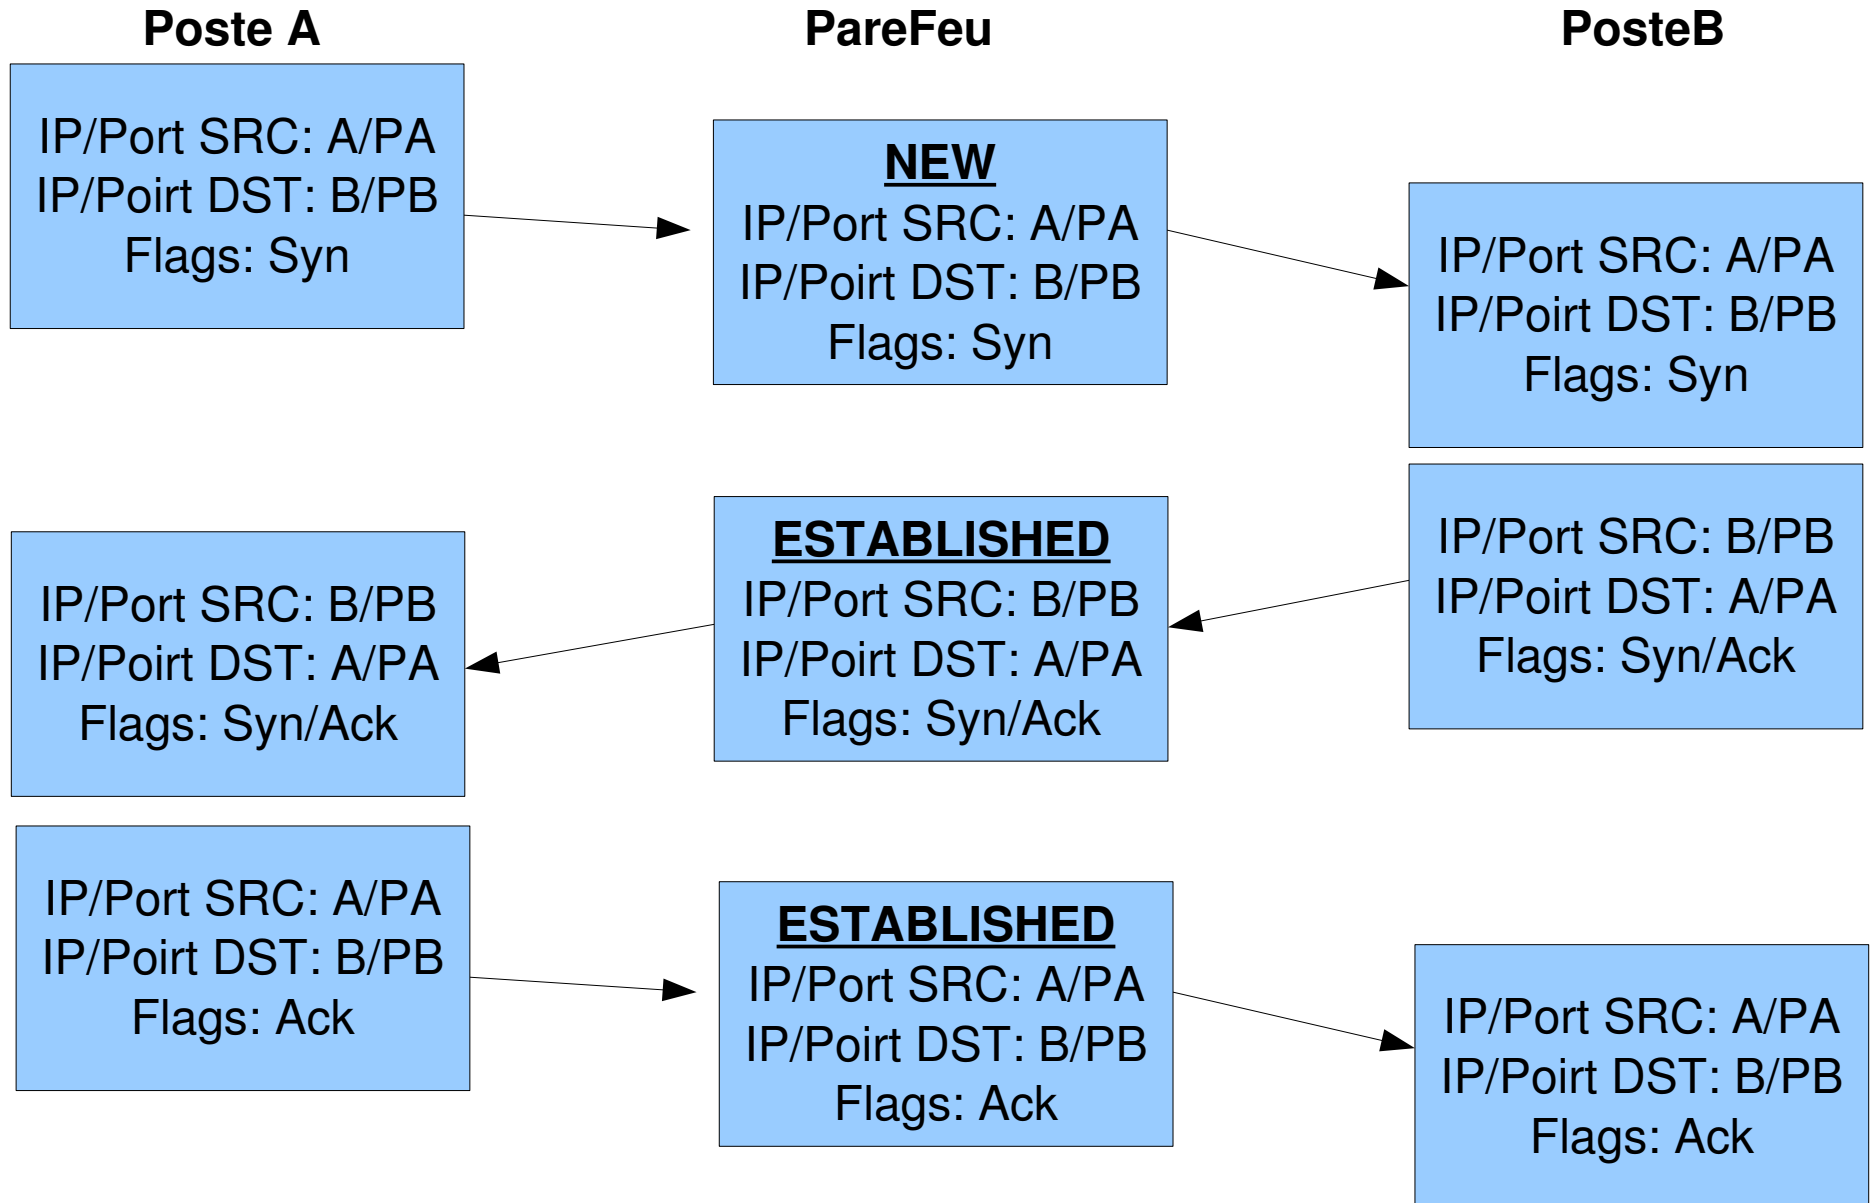 Poste A
PareFeu
PosteB
IP/Port SRC: A/PA
IP/Poirt DST: B/PB
Flags: Syn
NEW
IP/Port SRC: A/PA
IP/Poirt DST: B/PB
Flags: Syn
IP/Port SRC: A/PA
IP/Poirt DST: B/PB
Flags: Syn
IP/Port SRC: B/PB
IP/Poirt DST: A/PA
Flags: Syn/Ack
ESTABLISHED
IP/Port SRC: B/PB
IP/Poirt DST: A/PA
Flags: Syn/Ack
IP/Port SRC: B/PB
IP/Poirt DST: A/PA
Flags: Syn/Ack
IP/Port SRC: A/PA
IP/Poirt DST: B/PB
Flags: Ack
ESTABLISHED
IP/Port SRC: A/PA
IP/Poirt DST: B/PB
Flags: Ack
IP/Port SRC: A/PA
IP/Poirt DST: B/PB
Flags: Ack